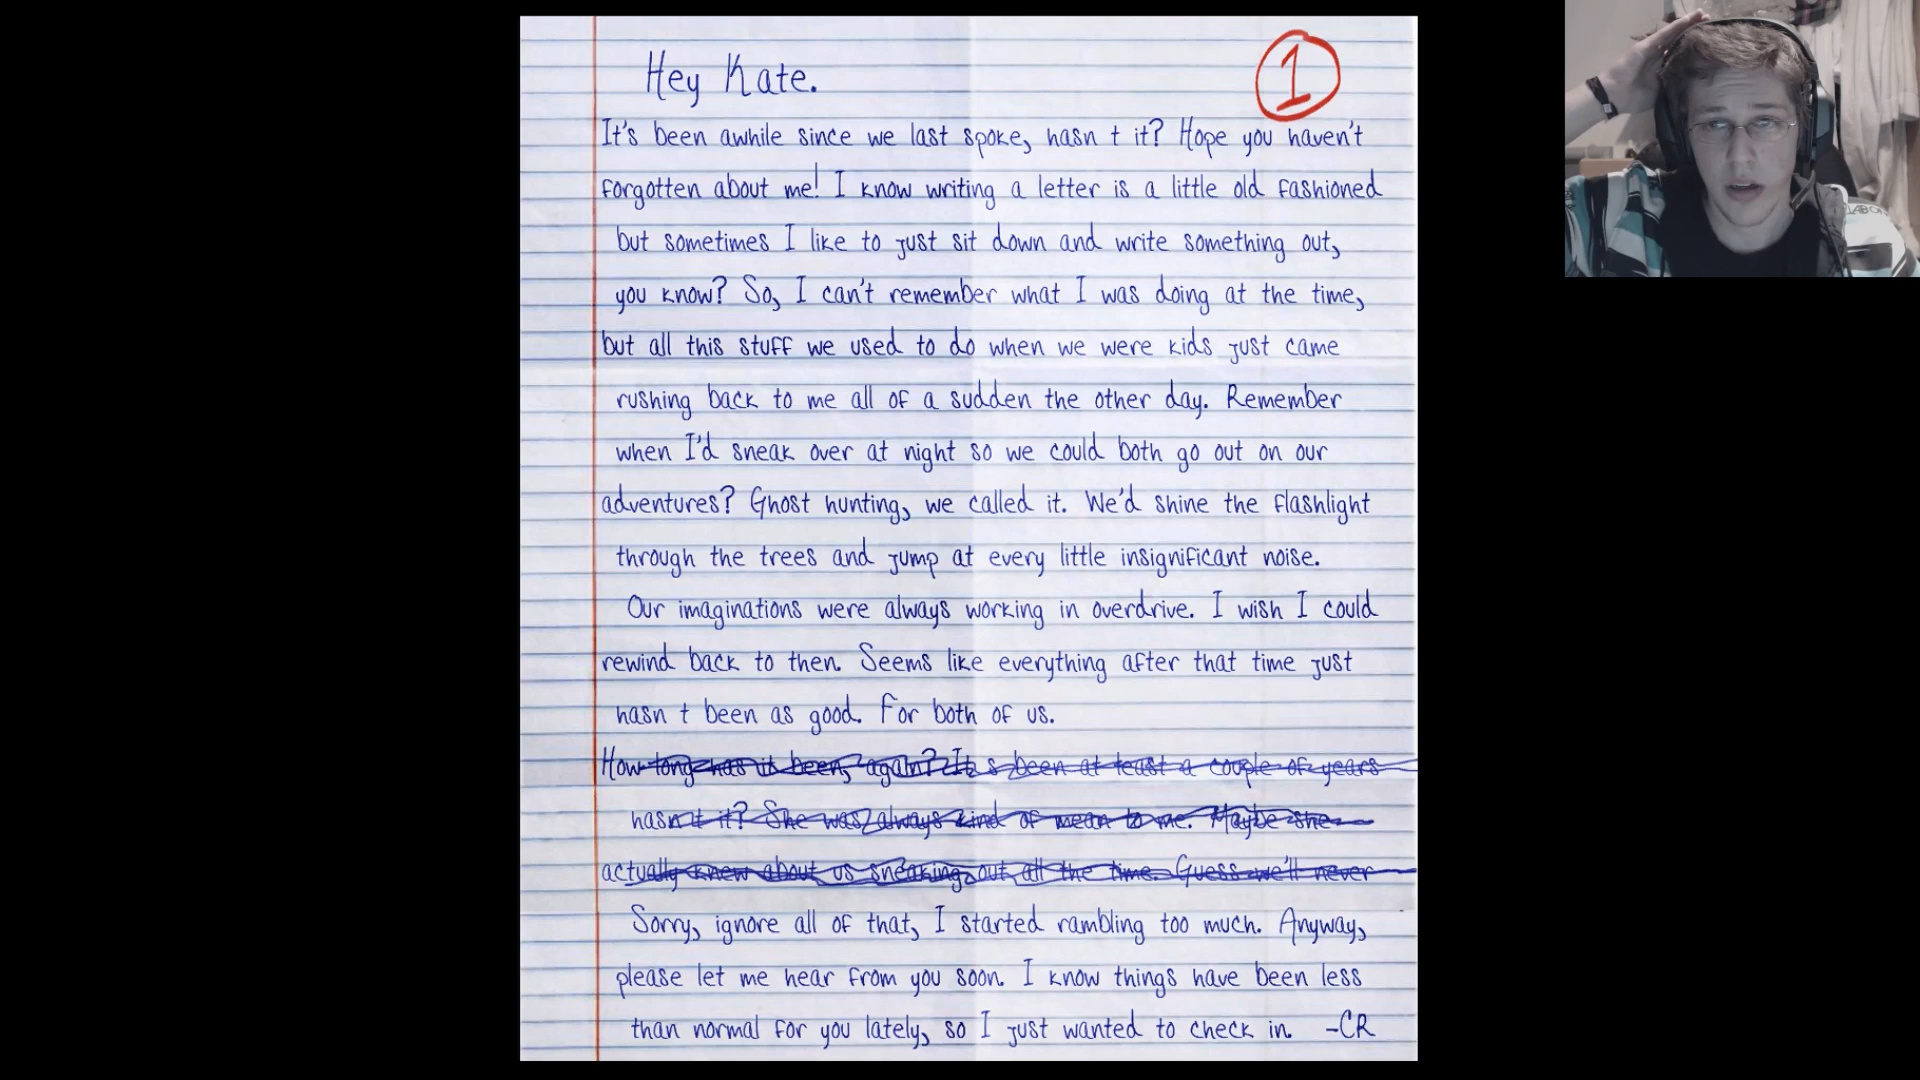 Hey Kate.
1
It's been awhile since we last spoke, hasn t it? Hope you haven't
forgotten about me! I know writing a letter is a little old fashioned
but sometimes I like to just sit down and write something out,
you know? So, I can't remember what I was doing at the time,
but all this stuff we used to do when we were kids just came
rushing back to me all of a sudden the other day. Remember
when I'd sneak over at night so we could both go out on our
adventures? Ghost hunting, we called it. We'd shine the flashlight
through the trees and jump at every little insignificant noise.
Our imaginations were always working in overdrive. I wish I could
rewind back to then. Seems like everything after that time just
hasn t been as good. For both of us.
How long has it been, again? It s been at least a couple of years
hasn t it? She was always kind of mean to me. Maybe she
actually knew about us sneaking out all the time. Guess we'll never
Sorry, ignore all of that, I started rambling too much. Anyway,
please let me hear from you soon. I know things have been less
than normal for you lately, so I just wanted to check in. -CR